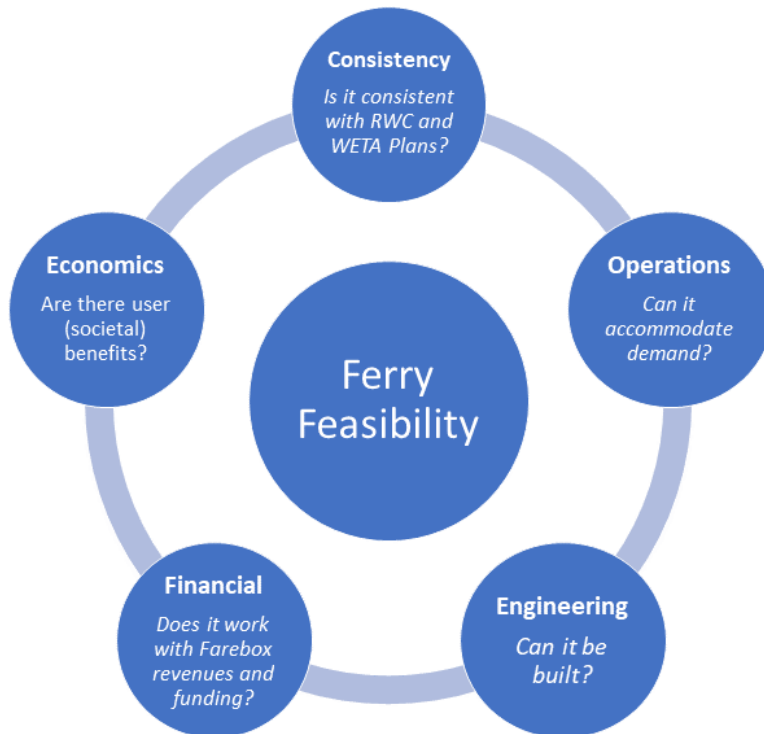 Consistency
Is it consistent
with RWC and
WETA Plans?
Operations
Can it
accommodate
demand?
Engineering
Can it be
built?
Financial
Does it work
with Farebox
revenues and
funding?
Economics
Are there user
(societal)
benefits?
Ferry
Feasibility